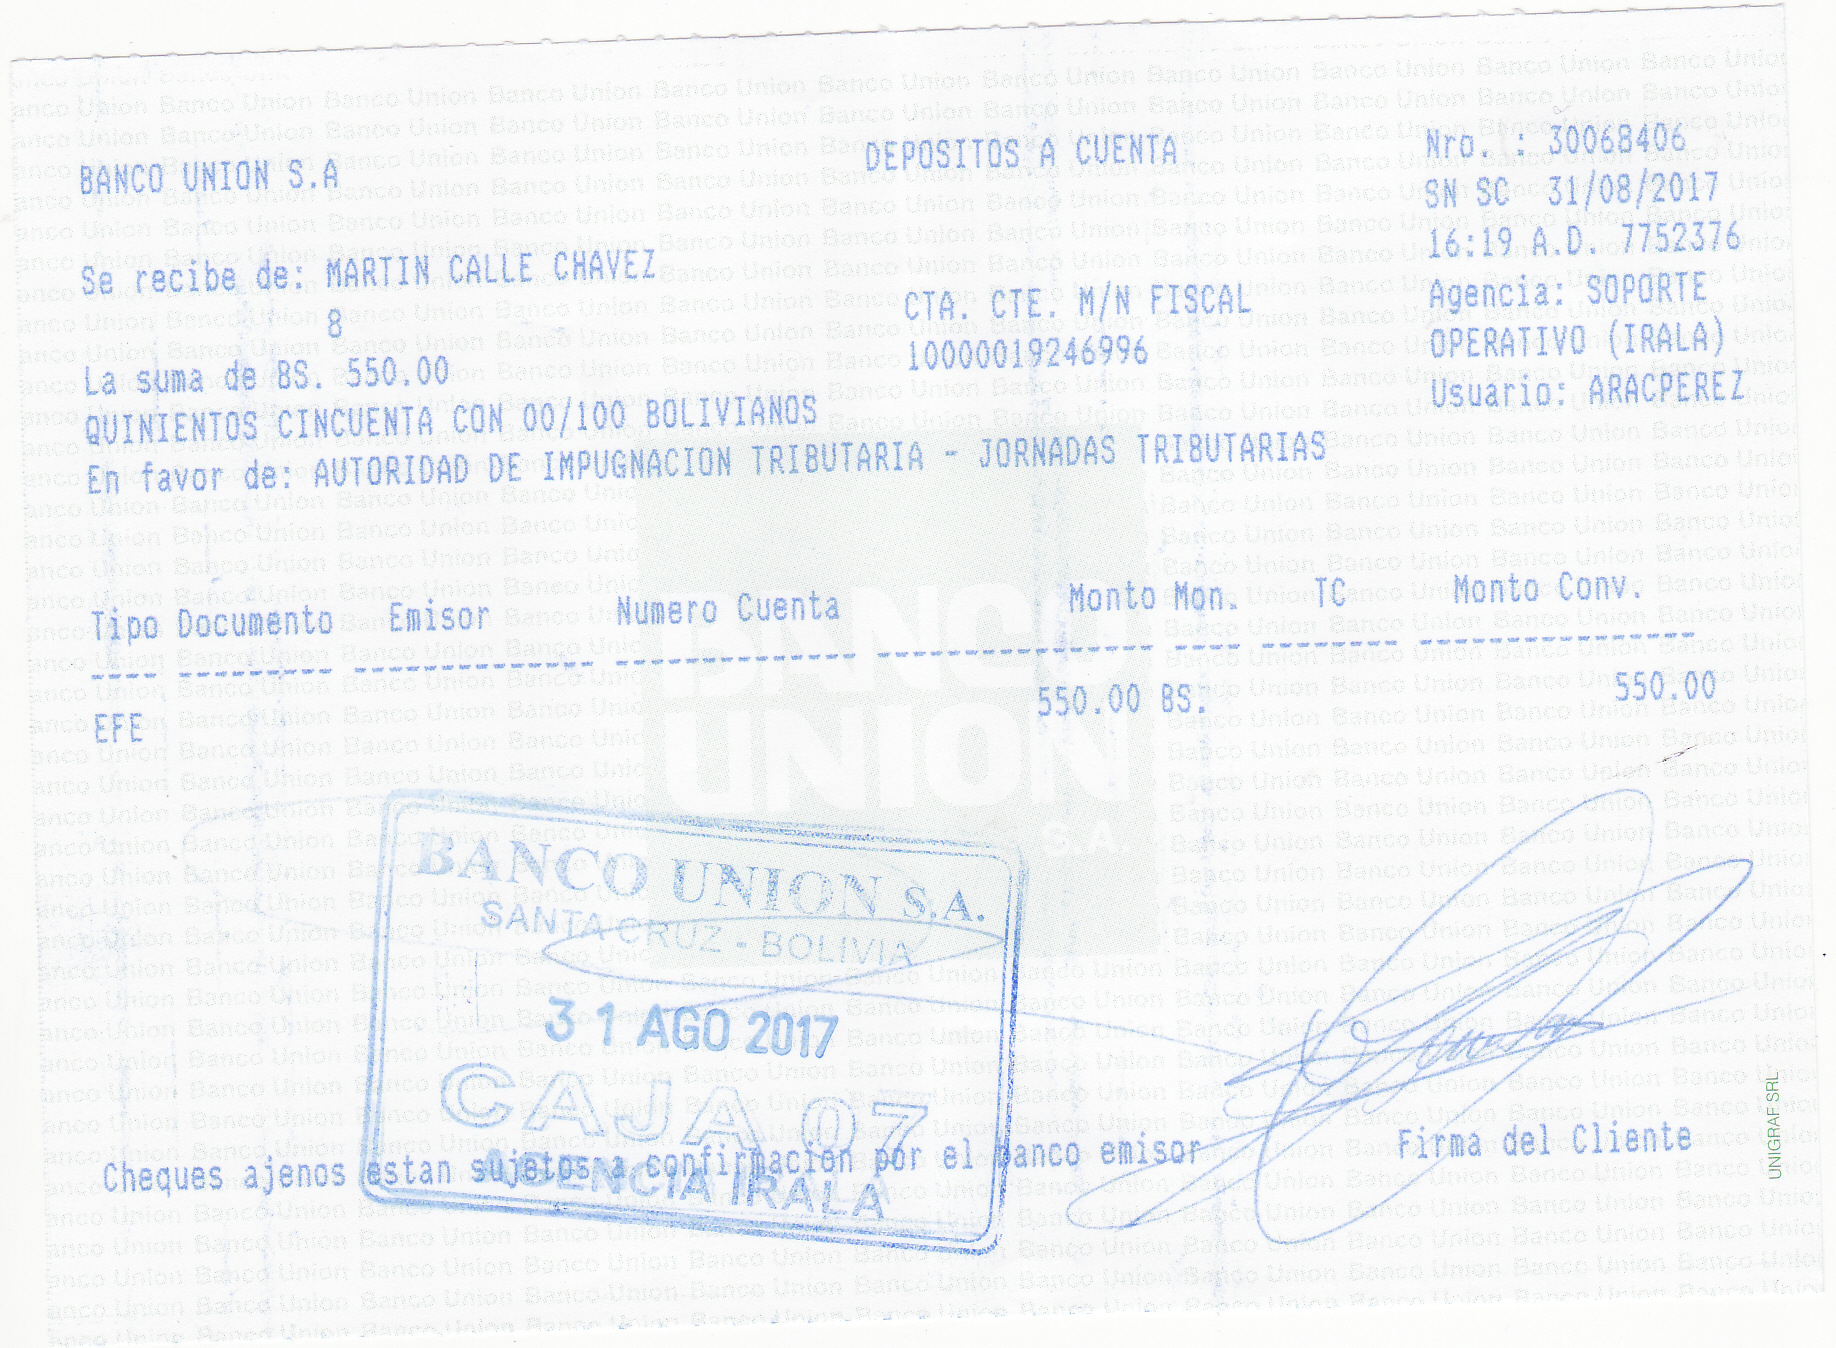 BANCO UNION S.A
DEPOSITOS A CUENTA
Nro. : 30068406
SN SC 31/08/2017
16:19 A.D. 7752376
Agencia: SOPORTE
OPERATIVO (IRALA)
Usuario: ARACPEREZ
Se recibe de: MARTIN CALLE CHAVEZ
8
CTA. CTE. M/N FISCAL
10000019246996
La suma de BS. 550.00
QUINIENTOS CINCUENTA CON 00/100 BOLIVIANOS
En favor de: AUTORIDAD DE IMPUGNACION TRIBUTARIA - JORNADAS TRIBUTARIAS
Tipo Documento Emisor Numero Cuenta Monto Mon. TC Monto Conv.
EFE 550.00 BS. 550.00
BANCO
UNION
S.A.
BANCO UNION S.A.
SANTA CRUZ - BOLIVIA
31 AGO 2017
CAJA 07
AGENCIA IRALA
Cheques ajenos estan sujetos a confirmacion por el banco emisor
Firma del Cliente
UNIGRAF SRL